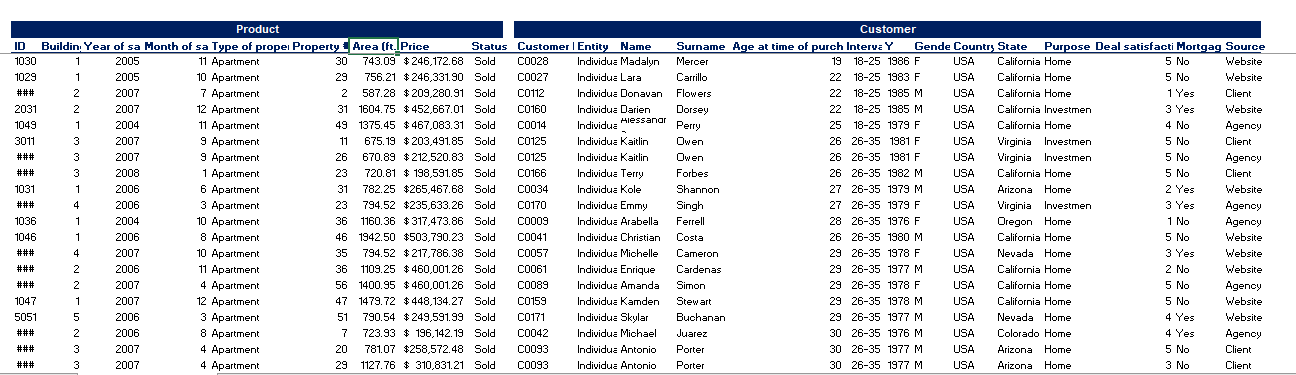 Product Customer
ID Building Year of sa Month of sa Type of proper Property # Area (ft. Price Status Customer I Entity Name Surname Age at time of purch Interva Y Gende Country State Purpose Deal satisfacti Mortgag Source
1030 1 2005 11 Apartment 30 743.09 $ 246,172.68 Sold C0028 Individua Madalyn Mercer 19 18-25 1986 F USA California Home 5 No Website
1029 1 2005 10 Apartment 29 756.21 $ 246,331.90 Sold C0027 Individua Lara Carrillo 22 18-25 1983 F USA California Home 5 No Website
### 2 2007 7 Apartment 2 587.28 $ 209,280.91 Sold C0112 Individua Donavan Flowers 22 18-25 1985 M USA California Home 1 Yes Client
2031 2 2007 12 Apartment 31 1604.75 $ 452,667.01 Sold C0160 Individua Darien Dorsey 22 18-25 1985 M USA California Investmen 3 Yes Website
1049 1 2004 11 Apartment 49 1375.45 $ 467,083.31 Sold C0014 Individua Alessandr Perry 25 18-25 1979 F USA California Home 4 No Agency
3011 3 2007 9 Apartment 11 675.19 $ 203,491.85 Sold C0125 Individua Kaitlin Owen 26 26-35 1981 F USA Virginia Investmen 5 No Client
### 3 2007 9 Apartment 26 670.89 $ 212,520.83 Sold C0125 Individua Kaitlin Owen 26 26-35 1981 F USA Virginia Investmen 5 No Agency
### 3 2008 1 Apartment 23 720.81 $ 198,591.85 Sold C0166 Individua Terry Forbes 26 26-35 1982 M USA California Home 5 No Client
1031 1 2006 6 Apartment 31 782.25 $265,467.68 Sold C0034 Individua Kole Shannon 27 26-35 1979 M USA Arizona Home 2 Yes Website
### 4 2006 3 Apartment 23 794.52 $235,633.26 Sold C0170 Individua Emmy Singh 27 26-35 1979 F USA Virginia Investmen 3 Yes Agency
1036 1 2004 10 Apartment 36 1160.36 $ 317,473.86 Sold C0009 Individua Arabella Ferrell 28 26-35 1976 F USA Oregon Home 1 No Agency
1046 1 2006 8 Apartment 46 1942.50 $503,790.23 Sold C0041 Individua Christian Costa 26 26-35 1980 M USA California Home 5 No Website
### 4 2007 10 Apartment 35 794.52 $ 217,786.38 Sold C0057 Individua Michelle Cameron 29 26-35 1978 F USA Nevada Home 3 Yes Website
### 2 2006 11 Apartment 36 1109.25 $ 460,001.26 Sold C0061 Individua Enrique Cardenas 29 26-35 1977 M USA California Home 2 No Website
### 2 2007 4 Apartment 56 1400.95 $ 460,001.26 Sold C0089 Individua Amanda Simon 29 26-35 1978 F USA California Home 5 No Agency
1047 1 2007 12 Apartment 47 1479.72 $ 448,134.27 Sold C0159 Individua Kamden Stewart 29 26-35 1978 M USA California Home 5 No Website
5051 5 2006 3 Apartment 51 790.54 $ 249,591.99 Sold C0171 Individua Skylar Buchanan 29 26-35 1977 M USA Nevada Home 4 Yes Website
### 2 2006 8 Apartment 7 723.93 $ 196,142.19 Sold C0042 Individua Michael Juarez 30 26-35 1976 M USA Colorado Home 4 Yes Agency
### 3 2007 4 Apartment 20 781.07 $258,572.48 Sold C0093 Individua Antonio Porter 30 26-35 1977 M USA Arizona Home 5 No Client
### 3 2007 4 Apartment 29 1127.76 $ 310,831.21 Sold C0093 Individua Antonio Porter 30 26-35 1977 M USA Arizona Home 5 No Client